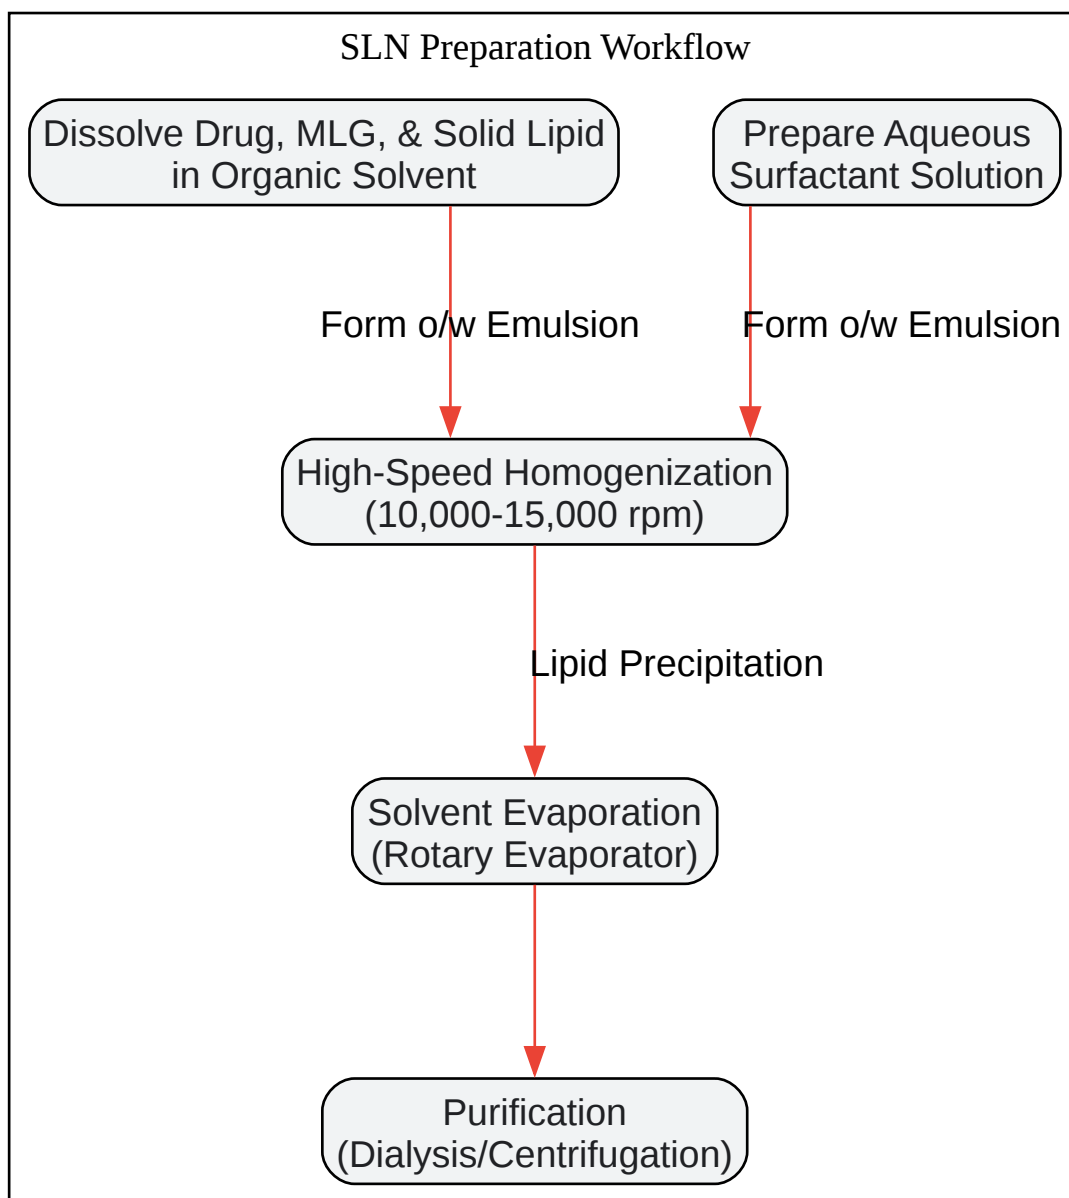 SLN Preparation Workflow
Dissolve Drug, MLG, & Solid Lipid
in Organic Solvent
Prepare Aqueous
Surfactant Solution
Form o/w Emulsion
Form o/w Emulsion
High-Speed Homogenization
(10,000-15,000 rpm)
Lipid Precipitation
Solvent Evaporation
(Rotary Evaporator)
Purification
(Dialysis/Centrifugation)